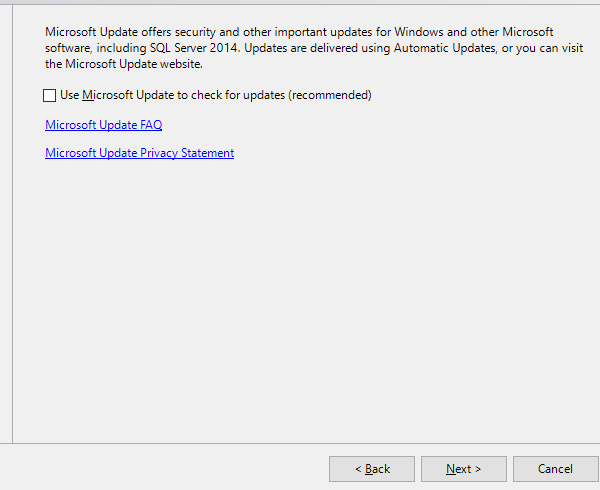 Microsoft Update offers security and other important updates for Windows and other Microsoft
software, including SQL Server 2014. Updates are delivered using Automatic Updates, or you can visit
the Microsoft Update website.
Use Microsoft Update to check for updates (recommended)
Microsoft Update FAQ
Microsoft Update Privacy Statement
< Back
Next >
Cancel